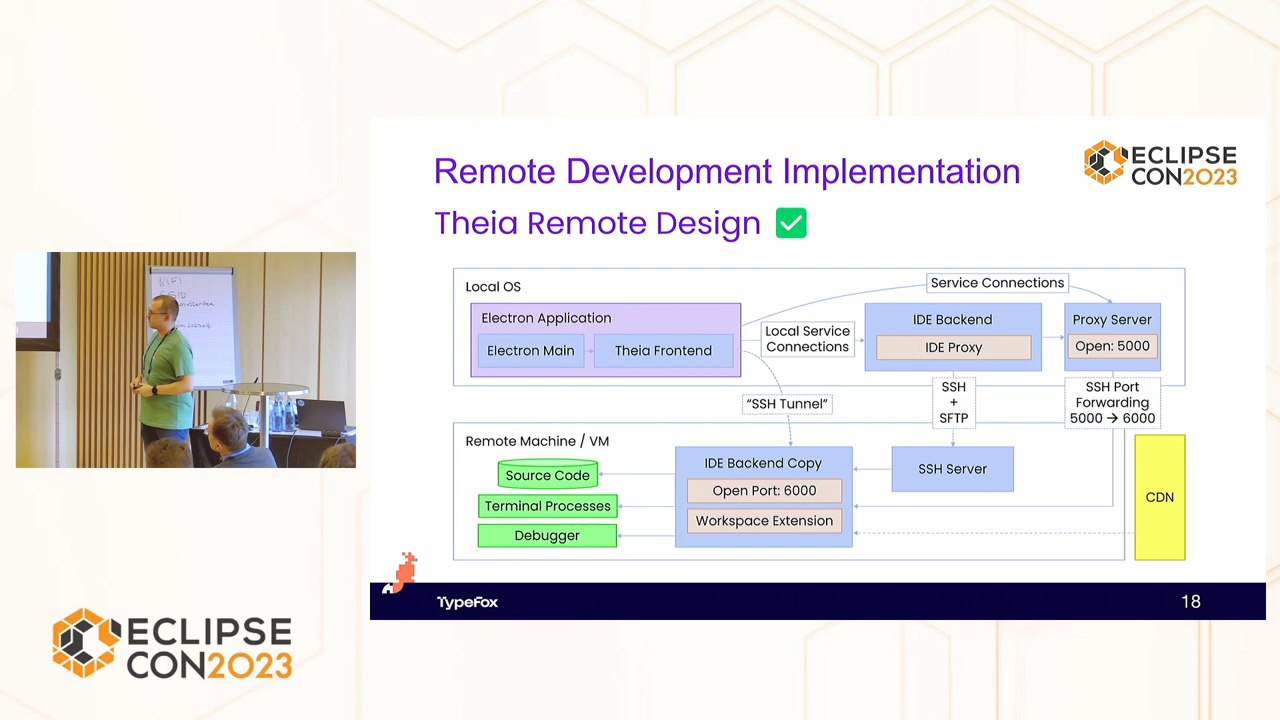 Remote Development Implementation
ECLIPSE
CON2023
Theia Remote Design
Local OS
Service Connections
Electron Application
Electron Main
Theia Frontend
Local Service
Connections
IDE Backend
IDE Proxy
Proxy Server
Open: 5000
"SSH Tunnel"
SSH
+
SFTP
SSH Port
Forwarding
5000 → 6000
Remote Machine / VM
Source Code
Terminal Processes
Debugger
IDE Backend Copy
Open Port: 6000
Workspace Extension
SSH Server
CDN
TypeFox
18
WIFI
ECLIPSE
CON2023